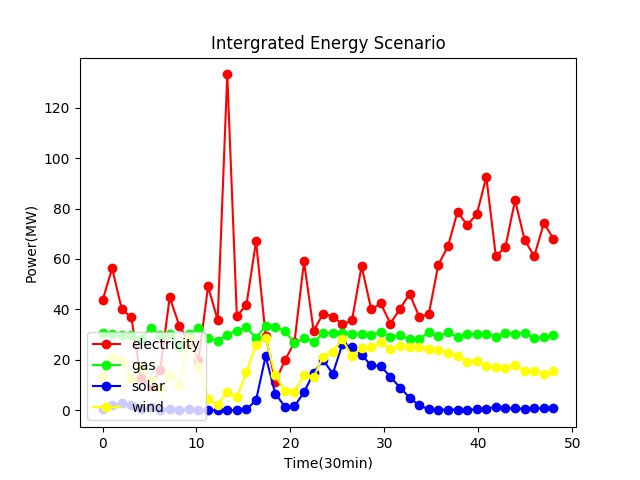 Intergrated Energy Scenario
Power(MW)
120
100
80
60
40
20
0
electricity
gas
solar
wind
0 10 20 30 40 50
Time(30min)